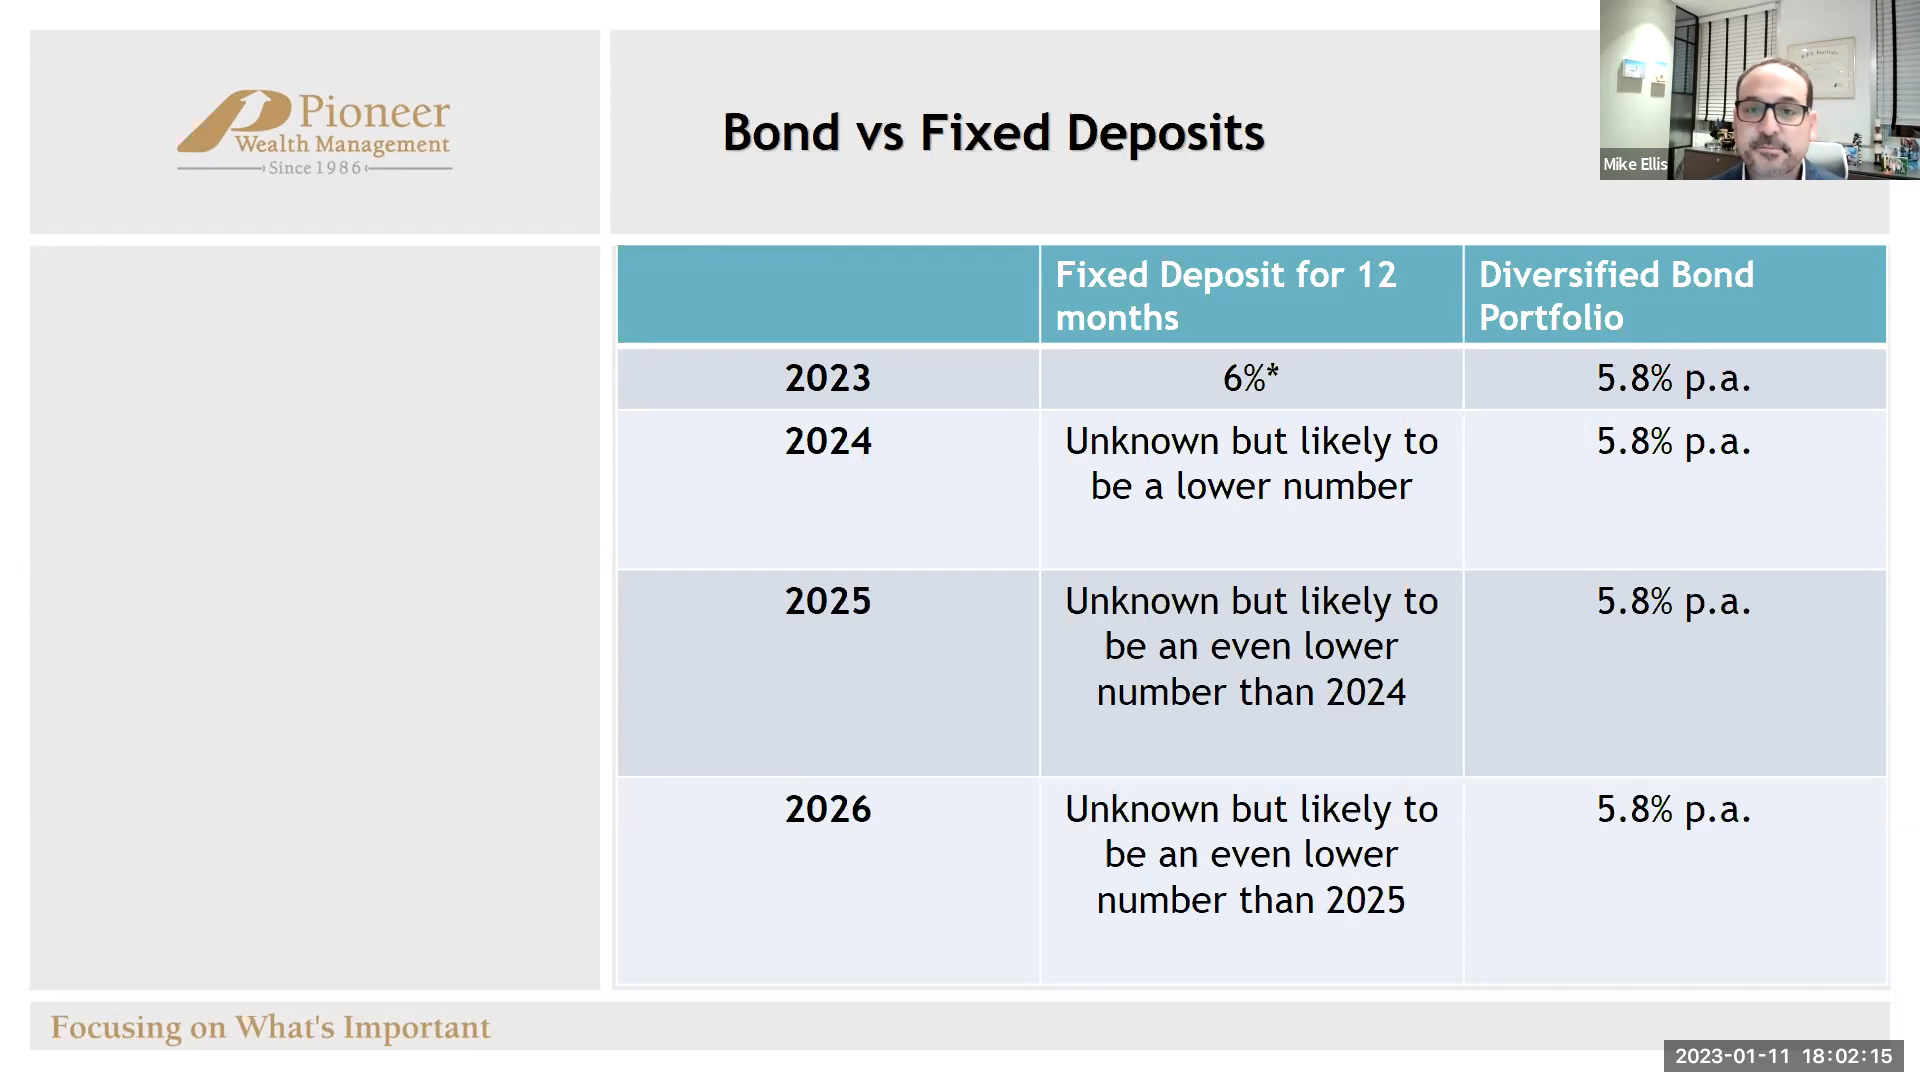 Pioneer
Wealth Management
Since 1986
Bond vs Fixed Deposits
Mike Ellis
Fixed Deposit for 12
months
Diversified Bond
Portfolio
2023
6%*
5.8% p.a.
2024
Unknown but likely to
be a lower number
5.8% p.a.
2025
Unknown but likely to
be an even lower
number than 2024
5.8% p.a.
2026
Unknown but likely to
be an even lower
number than 2025
5.8% p.a.
Focusing on What's Important
2023-01-11 18:02:15